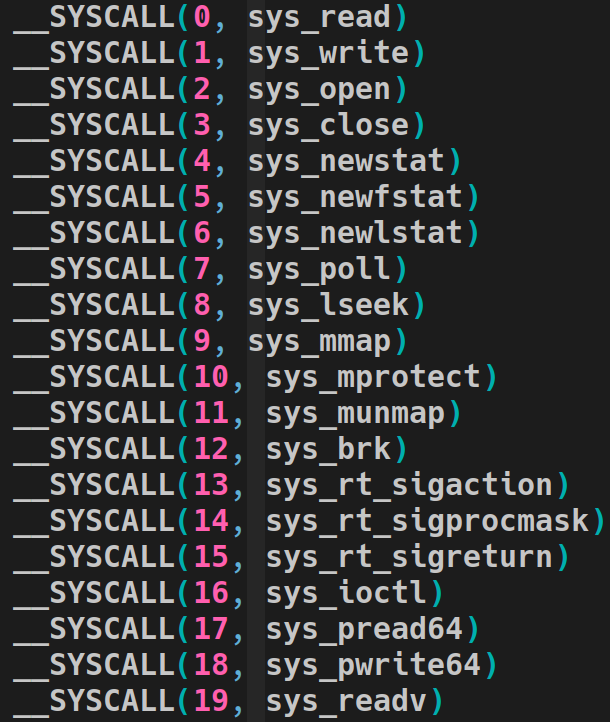 __SYSCALL(0, sys_read)
__SYSCALL(1, sys_write)
__SYSCALL(2, sys_open)
__SYSCALL(3, sys_close)
__SYSCALL(4, sys_newstat)
__SYSCALL(5, sys_newfstat)
__SYSCALL(6, sys_newlstat)
__SYSCALL(7, sys_poll)
__SYSCALL(8, sys_lseek)
__SYSCALL(9, sys_mmap)
__SYSCALL(10, sys_mprotect)
__SYSCALL(11, sys_munmap)
__SYSCALL(12, sys_brk)
__SYSCALL(13, sys_rt_sigaction)
__SYSCALL(14, sys_rt_sigprocmask)
__SYSCALL(15, sys_rt_sigreturn)
__SYSCALL(16, sys_ioctl)
__SYSCALL(17, sys_pread64)
__SYSCALL(18, sys_pwrite64)
__SYSCALL(19, sys_readv)